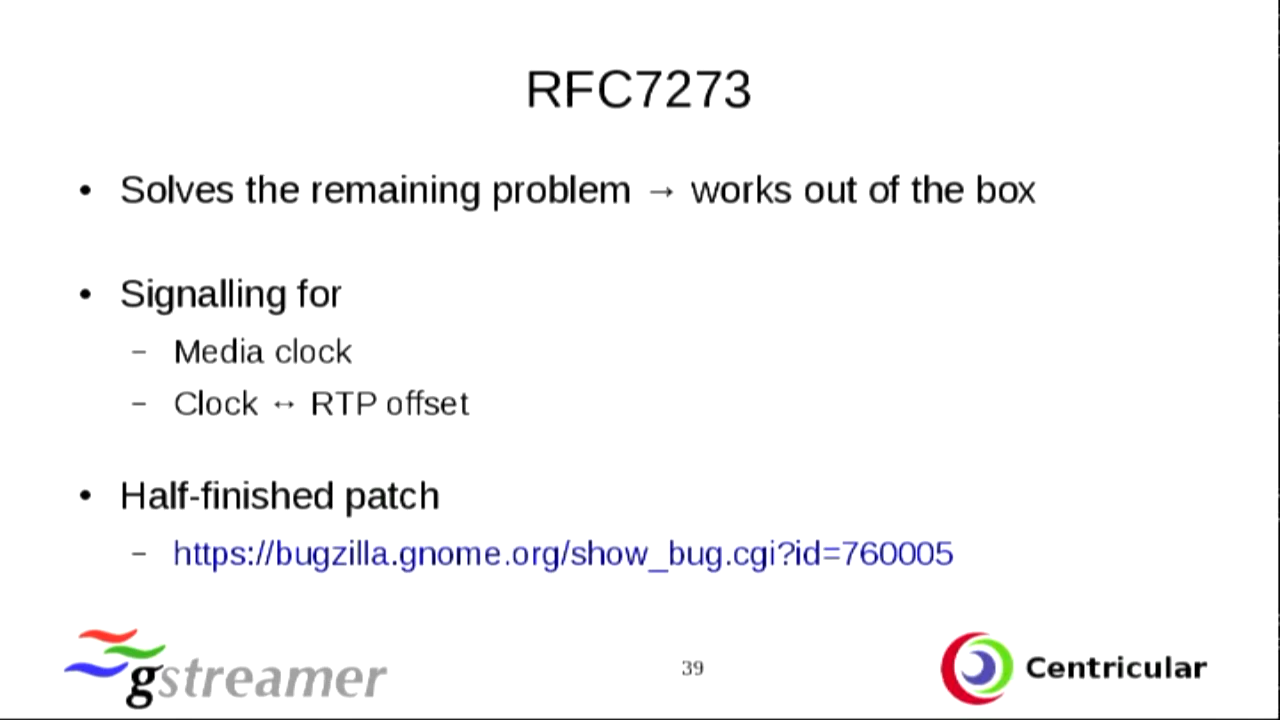 RFC7273
• Solves the remaining problem → works out of the box
• Signalling for
– Media clock
– Clock ↔ RTP offset
• Half-finished patch
– https://bugzilla.gnome.org/show_bug.cgi?id=760005
gstreamer
39
Centricular